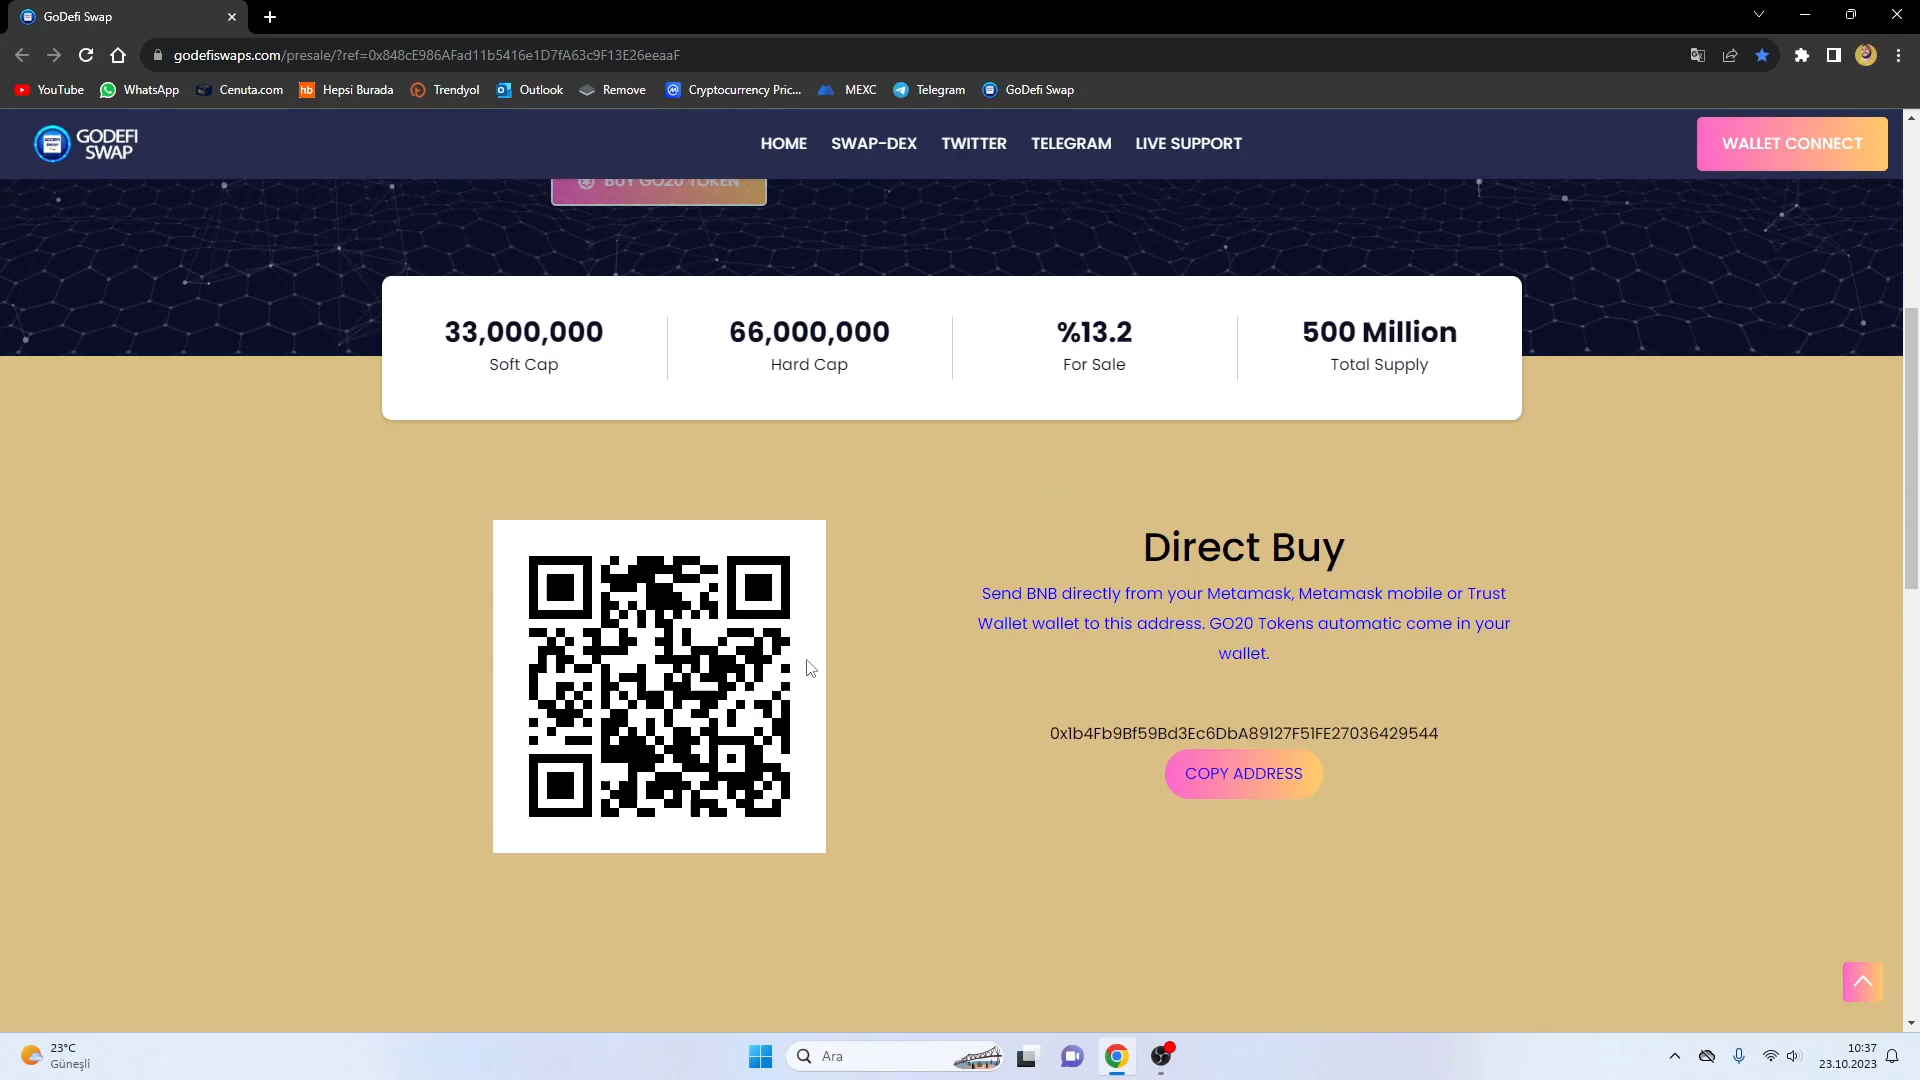 GoDefi Swap
godefiswaps.com/presale/?ref=0x848cE986AFad11b5416e1D7fA63c9F13E26eeaaF
YouTube WhatsApp Cenuta.com hb Hepsi Burada Trendyol Outlook Remove Cryptocurrency Pric... MEXC Telegram GoDefi Swap
GODEFI
SWAP
HOME SWAP-DEX TWITTER TELEGRAM LIVE SUPPORT
WALLET CONNECT
BUY GO20 TOKEN
33,000,000 66,000,000 %13.2 500 Million
Soft Cap Hard Cap For Sale Total Supply
Direct Buy
Send BNB directly from your Metamask, Metamask mobile or Trust
Wallet wallet to this address. GO20 Tokens automatic come in your
wallet.
0x1b4Fb9Bf59Bd3Ec6DbA89127F51FE27036429544
COPY ADDRESS
23°C
Güneşli
Ara
10:37
23.10.2023